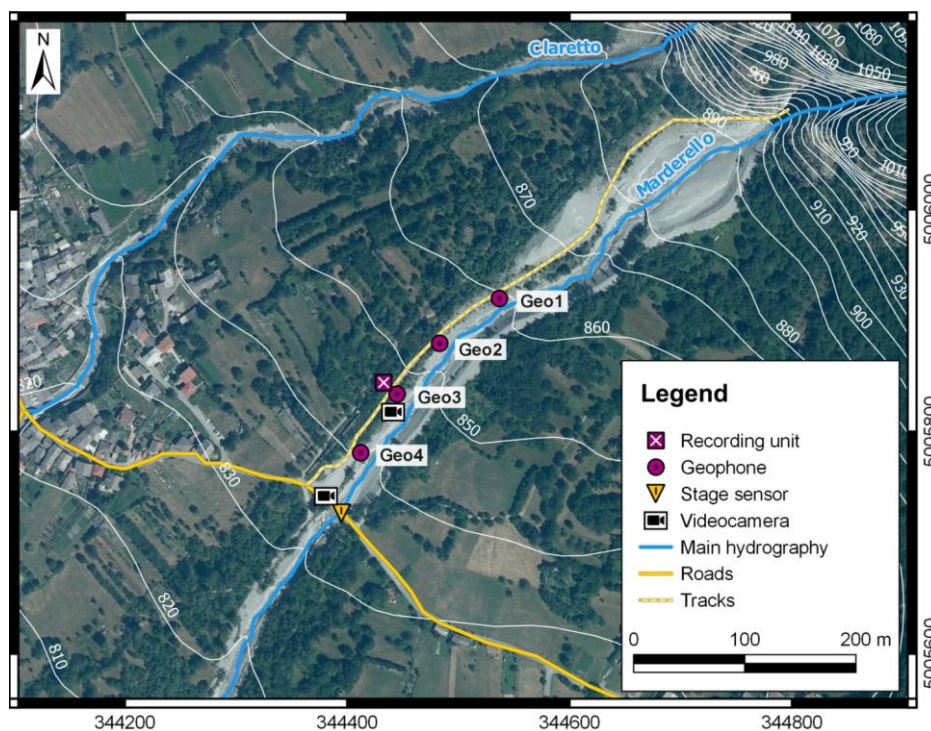 N
Claretto
Marderello
1040
1080
1070
1030
1050
980
960
990
1010
890
870
910
920
930
900
880
860
850
830
820
820
810
Geo1
Geo2
Geo3
Geo4
5006000
5005800
5005600
Legend
Recording unit
Geophone
Stage sensor
Videocamera
Main hydrography
Roads
Tracks
0 100 200 m
344200 344400 344600 344800